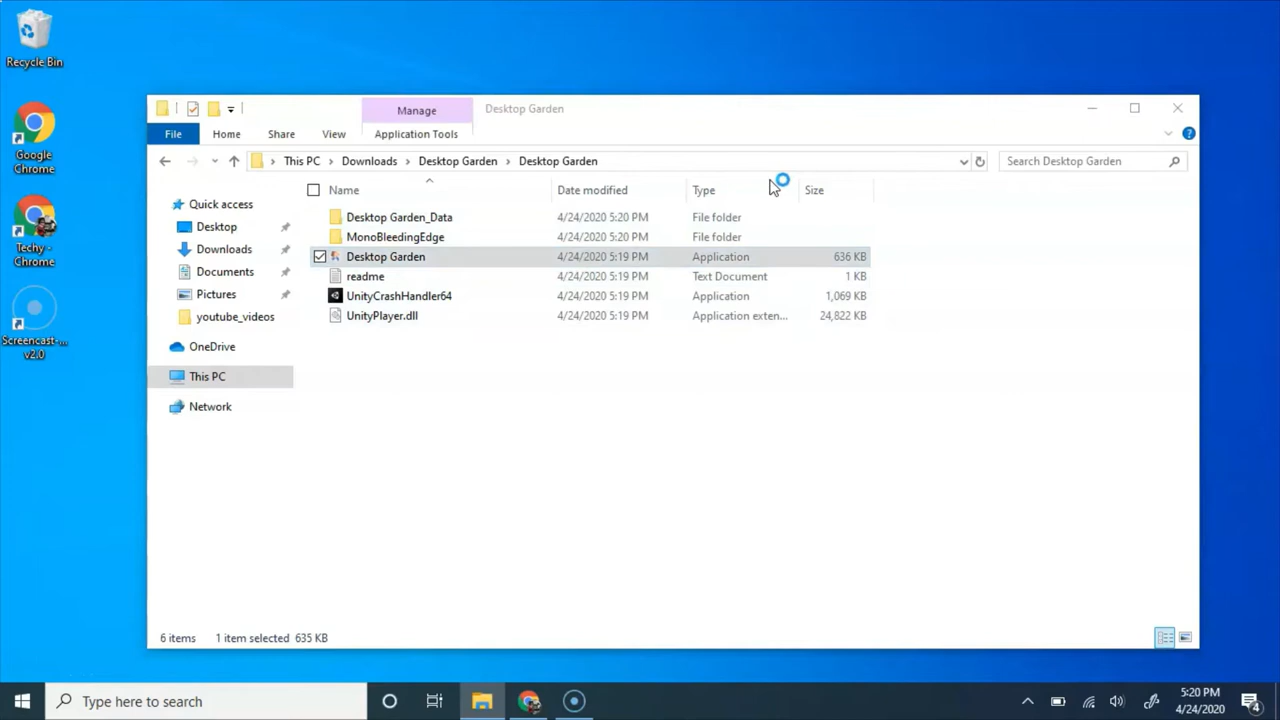 Recycle Bin
Google
Chrome
Techy -
Chrome
Screencast-...
v2.0
Manage
Desktop Garden
File
Home
Share
View
Application Tools
This PC
Downloads
Desktop Garden
Desktop Garden
Search Desktop Garden
Name
Date modified
Type
Size
Quick access
Desktop
Downloads
Documents
Pictures
youtube_videos
OneDrive
This PC
Network
Desktop Garden_Data 4/24/2020 5:20 PM File folder
MonoBleedingEdge 4/24/2020 5:20 PM File folder
Desktop Garden 4/24/2020 5:19 PM Application 636 KB
readme 4/24/2020 5:19 PM Text Document 1 KB
UnityCrashHandler64 4/24/2020 5:19 PM Application 1,069 KB
UnityPlayer.dll 4/24/2020 5:19 PM Application exten... 24,822 KB
6 items 1 item selected 635 KB
Type here to search
5:20 PM
4/24/2020
4